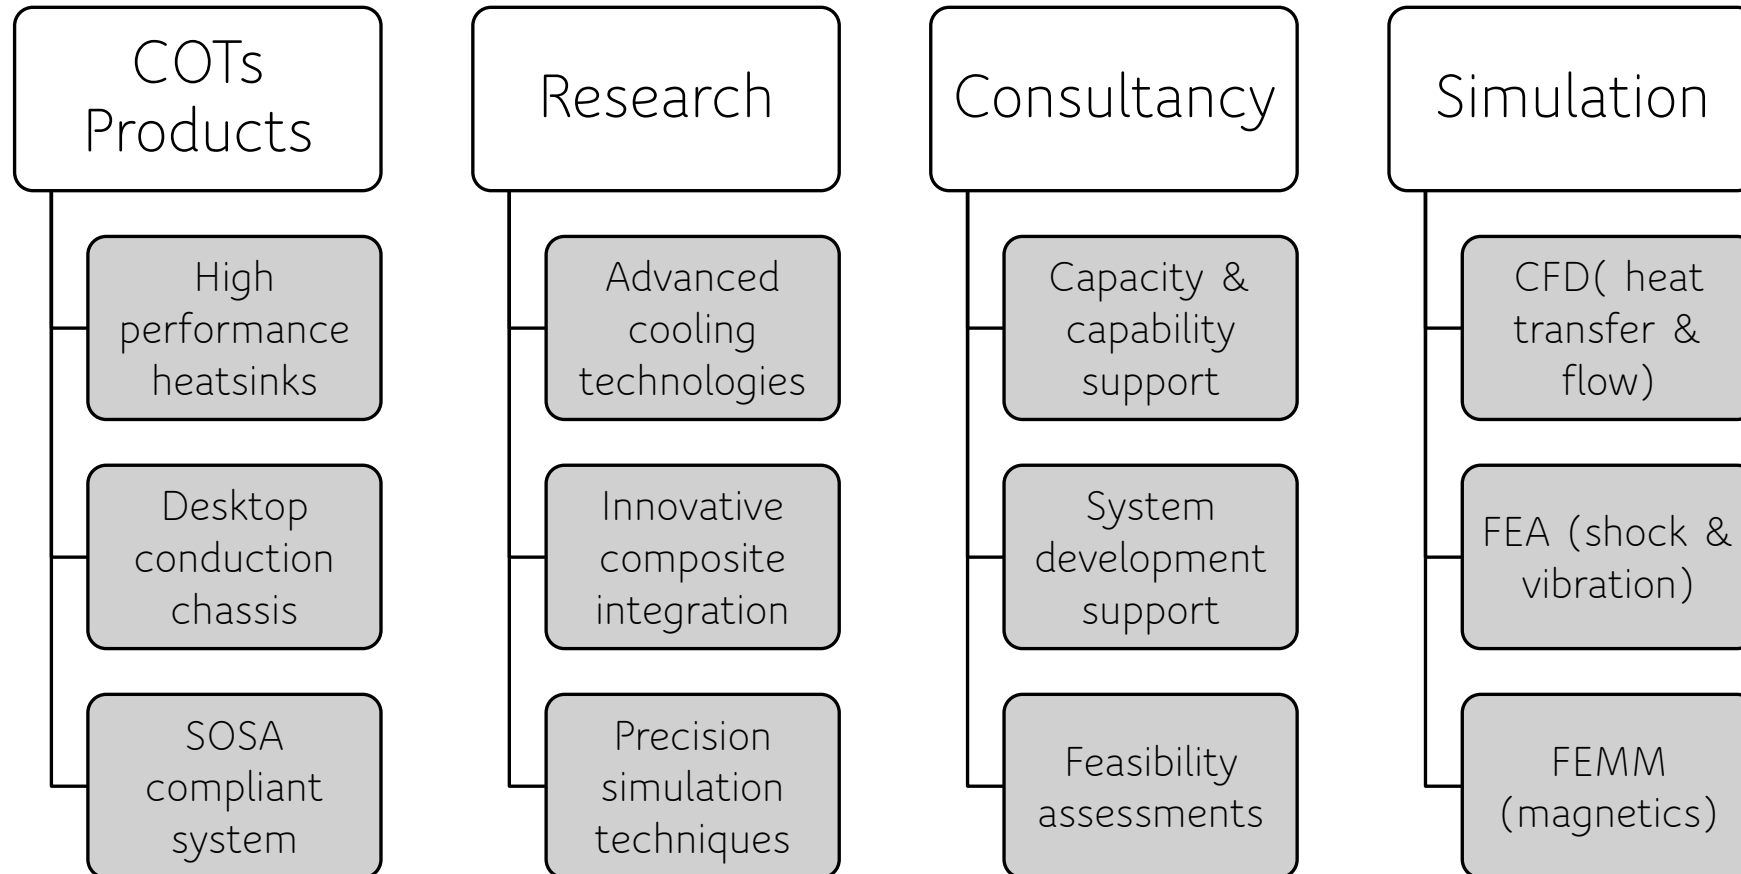 COTs
Products
High
performance
heatsinks
Desktop
conduction
chassis
SOSA
compliant
system
Research
Advanced
cooling
technologies
Innovative
composite
integration
Precision
simulation
techniques
Consultancy
Capacity &
capability
support
System
development
support
Feasibility
assessments
Simulation
CFD( heat
transfer &
flow)
FEA (shock &
vibration)
FEMM
(magnetics)